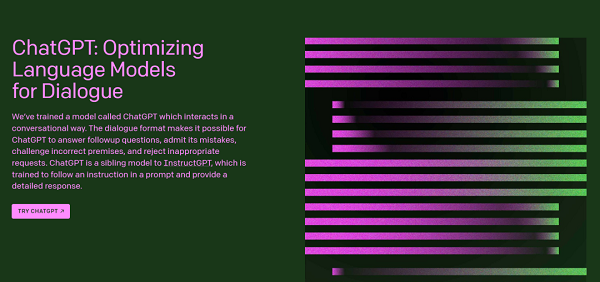 ChatGPT: Optimizing
Language Models
for Dialogue
We've trained a model called ChatGPT which interacts in a
conversational way. The dialogue format makes it possible for
ChatGPT to answer followup questions, admit its mistakes,
challenge incorrect premises, and reject inappropriate
requests. ChatGPT is a sibling model to InstructGPT, which is
trained to follow an instruction in a prompt and provide a
detailed response.
TRY CHATGPT ↗